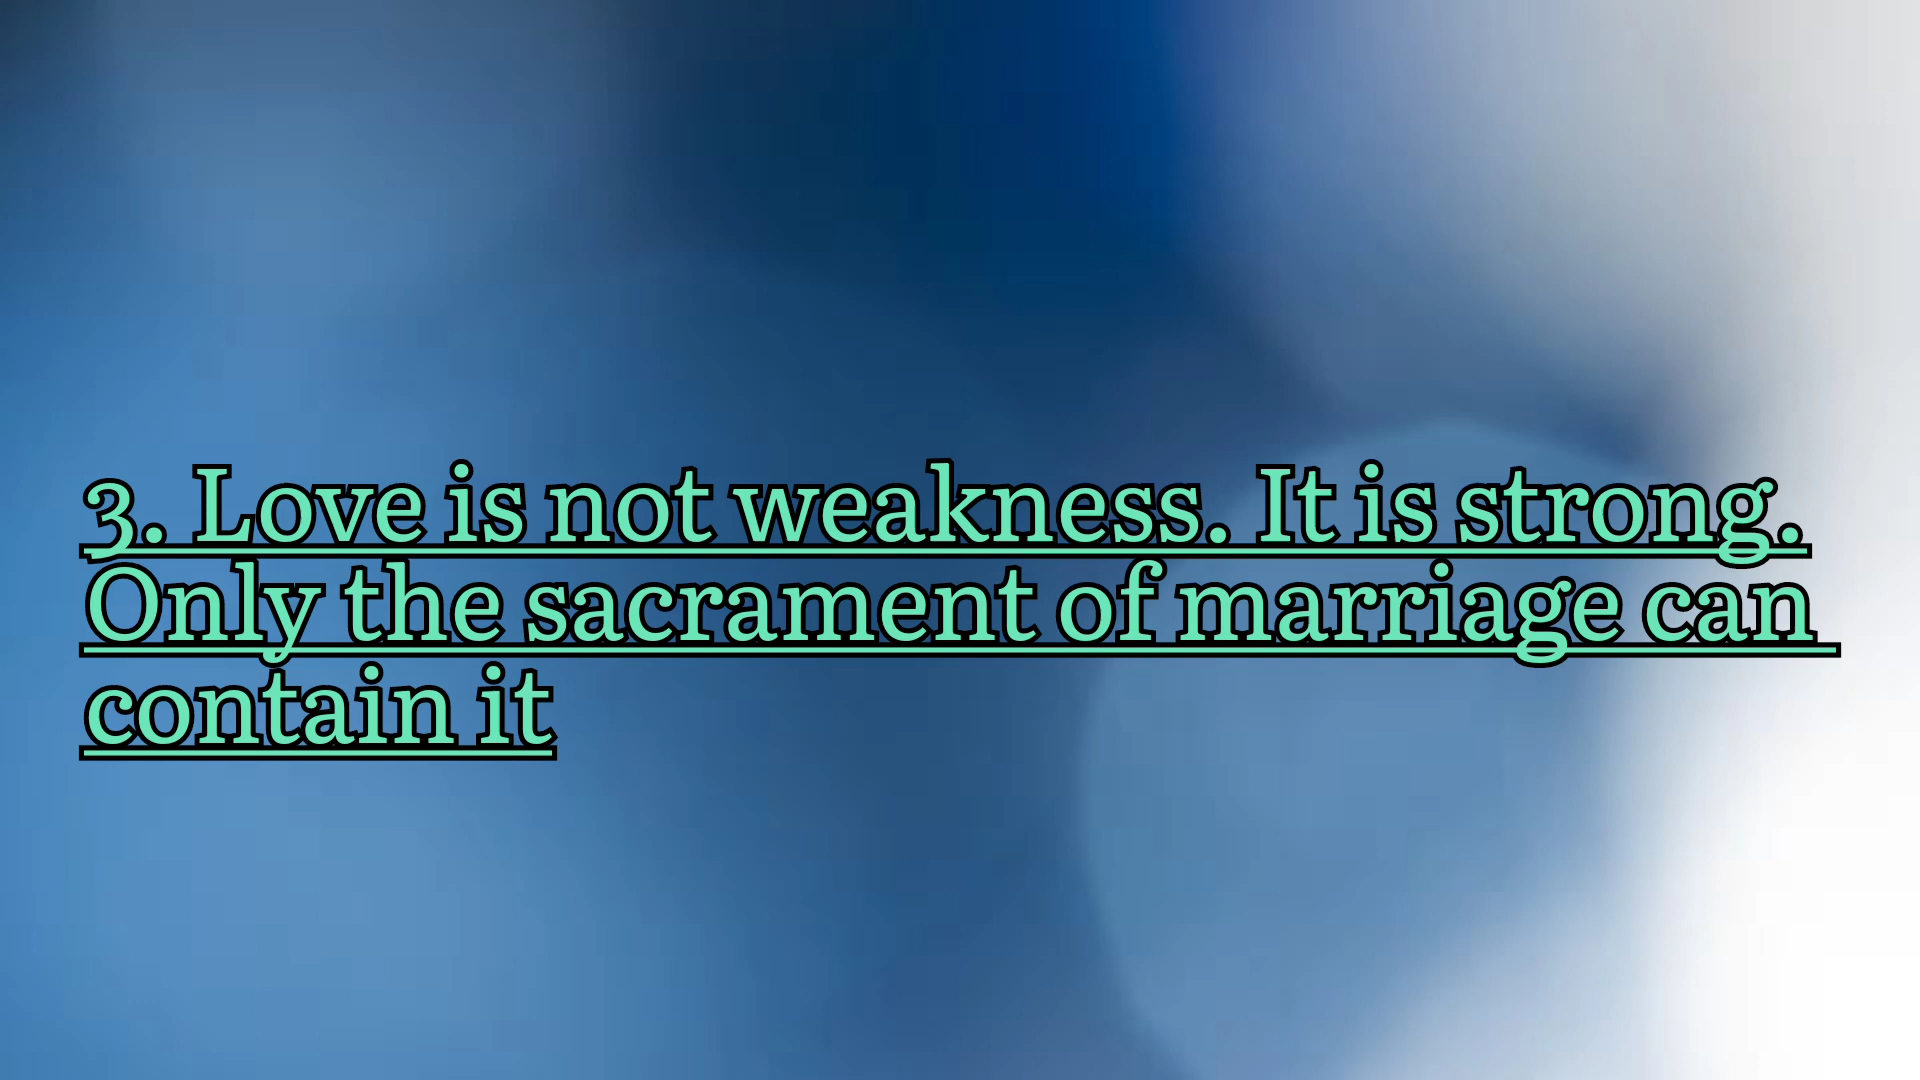 3. Love is not weakness. It is strong.
Only the sacrament of marriage can
contain it